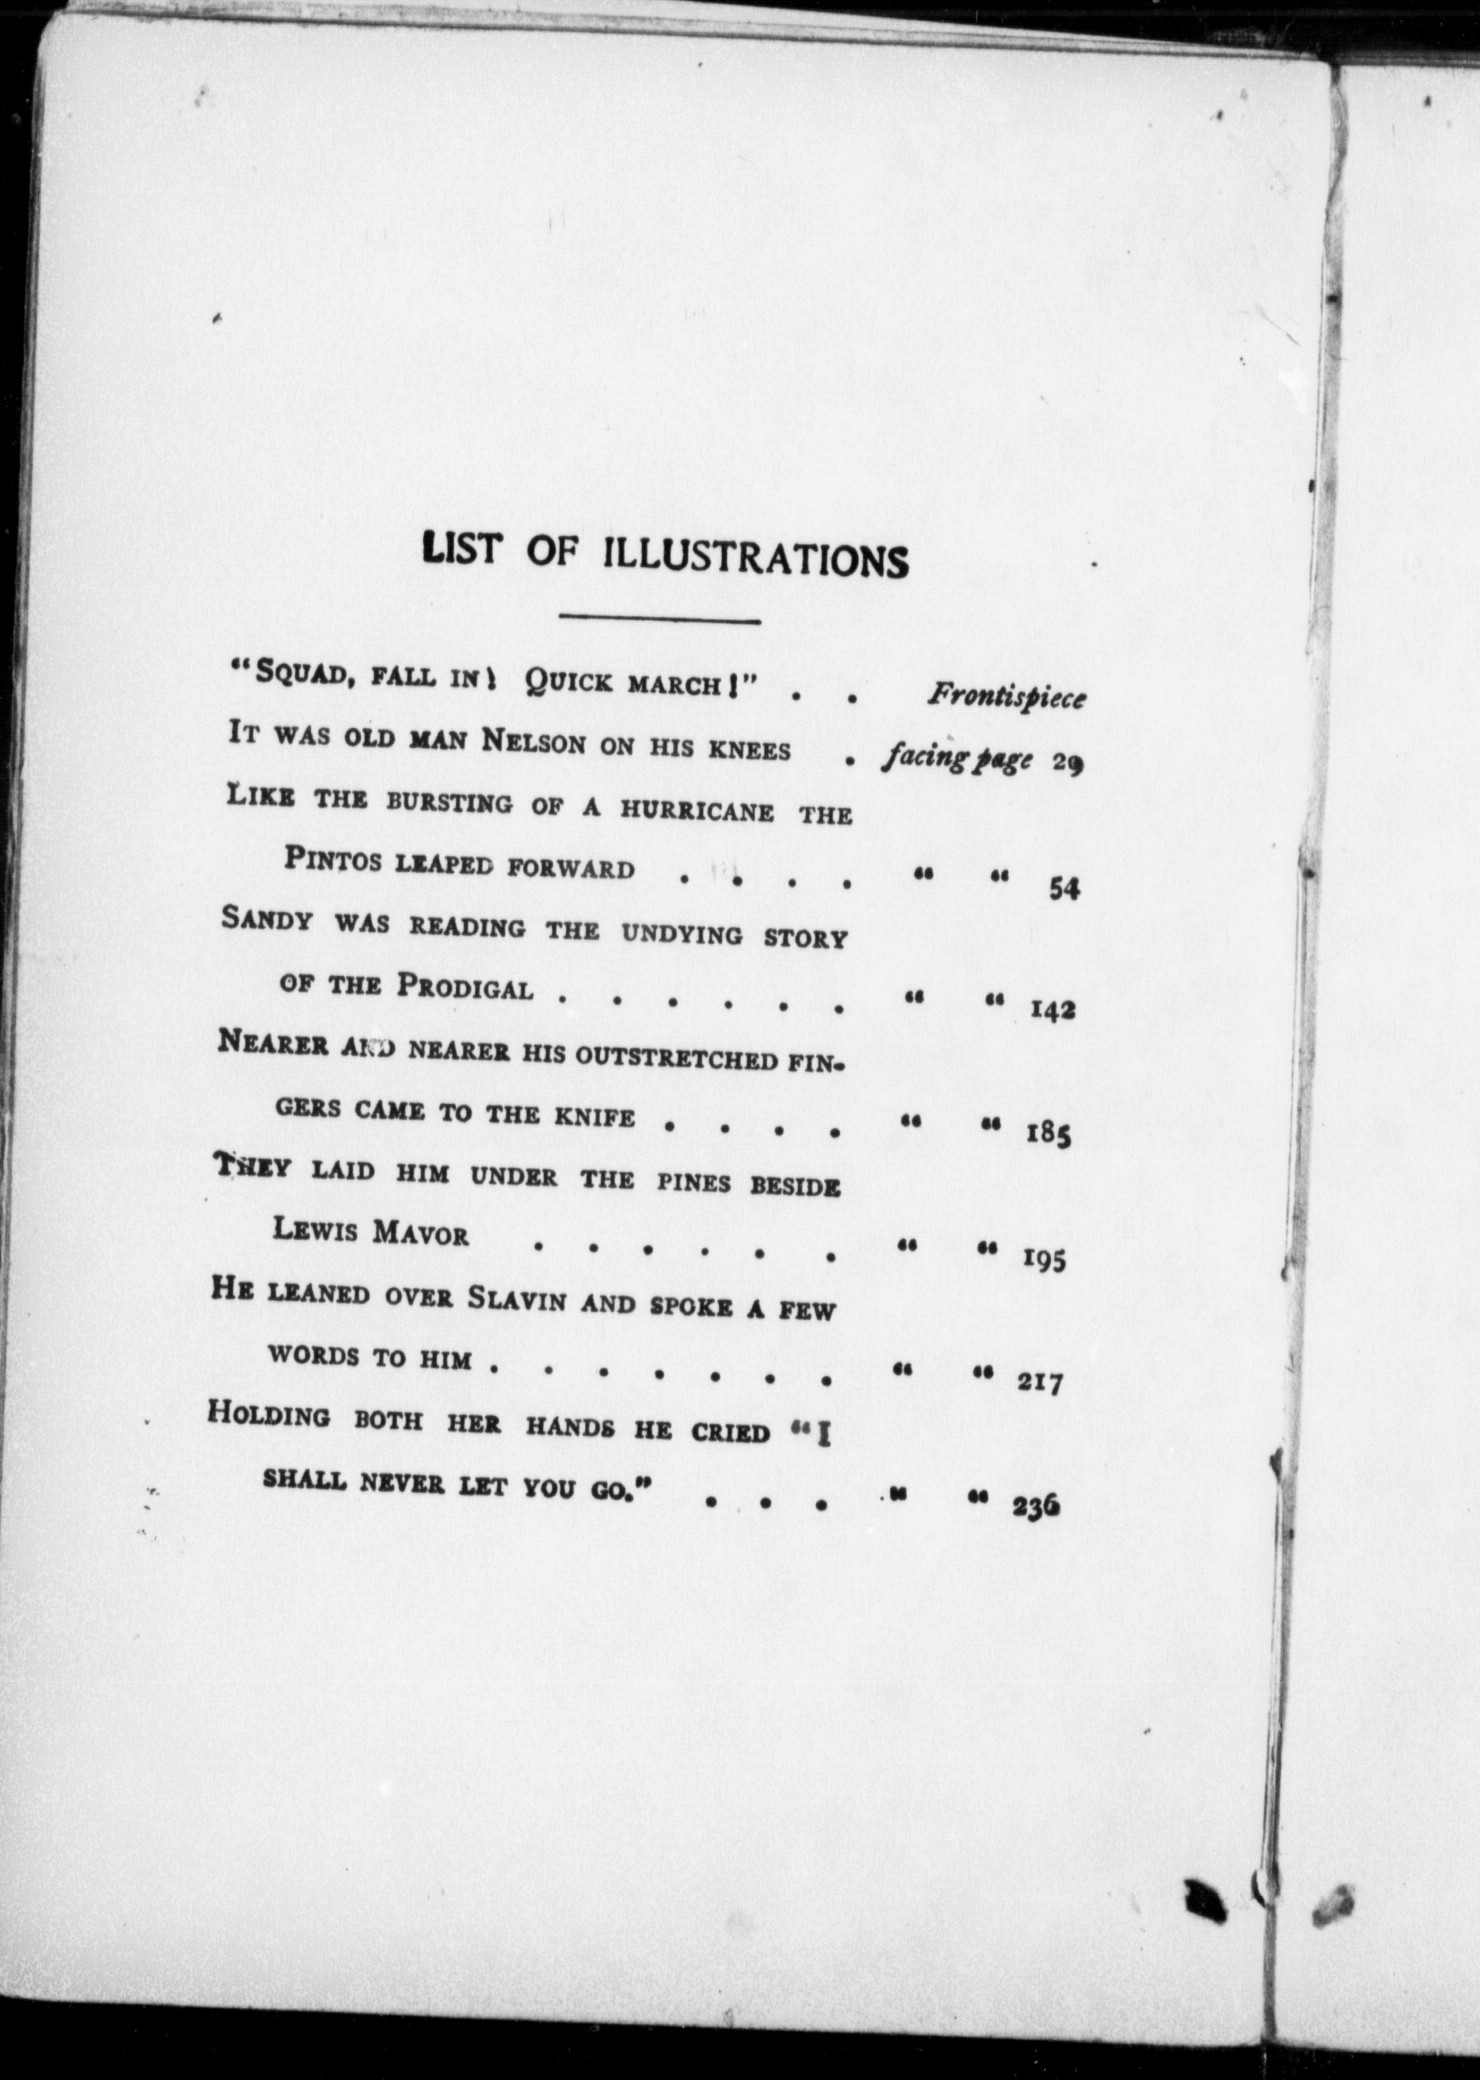 LIST OF ILLUSTRATIONS
"SQUAD, FALL IN! QUICK MARCH!" . . Frontispiece
IT WAS OLD MAN NELSON ON HIS KNEES . facing page 29
LIKE THE BURSTING OF A HURRICANE THE
PINTOS LEAPED FORWARD . . . . " " 54
SANDY WAS READING THE UNDYING STORY
OF THE PRODIGAL . . . . . . " " 142
NEARER AND NEARER HIS OUTSTRETCHED FIN-
GERS CAME TO THE KNIFE . . . . " " 185
THEY LAID HIM UNDER THE PINES BESIDE
LEWIS MAVOR . . . . . . " " 195
HE LEANED OVER SLAVIN AND SPOKE A FEW
WORDS TO HIM . . . . . . . " " 217
HOLDING BOTH HER HANDS HE CRIED "I
SHALL NEVER LET YOU GO." . . . " " 236